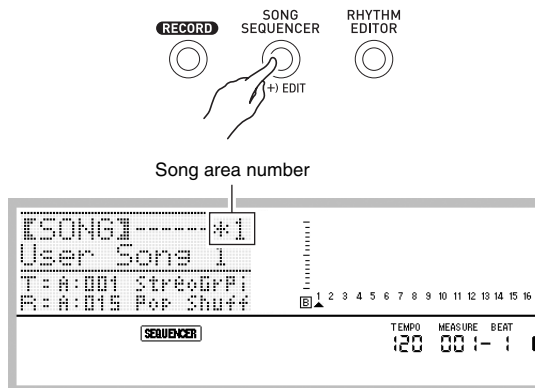 RECORD
SONG SEQUENCER
RHYTHM EDITOR
(+) EDIT
Song area number
【SONG】------*1
User Song 1
T:A:001 StreoGrPi
R:A:015 Pop Shuff
B 1 2 3 4 5 6 7 8 9 10 11 12 13 14 15 16
SEQUENCER
TEMPO MEASURE BEAT
120 001- 1